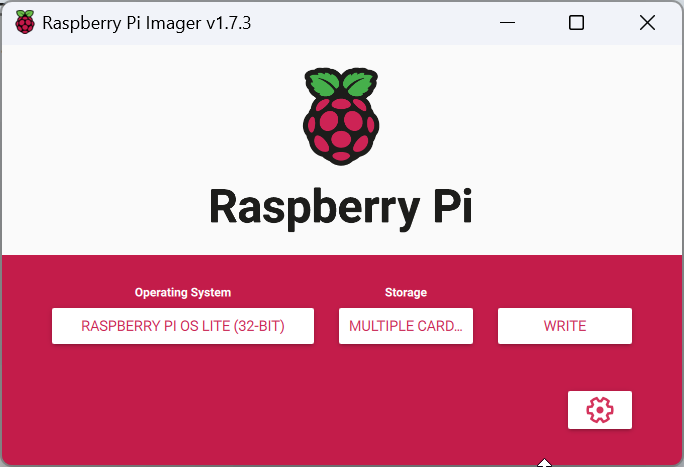 Raspberry Pi Imager v1.7.3
Raspberry Pi
Operating System
Storage
RASPBERRY PI OS LITE (32-BIT)
MULTIPLE CARD...
WRITE